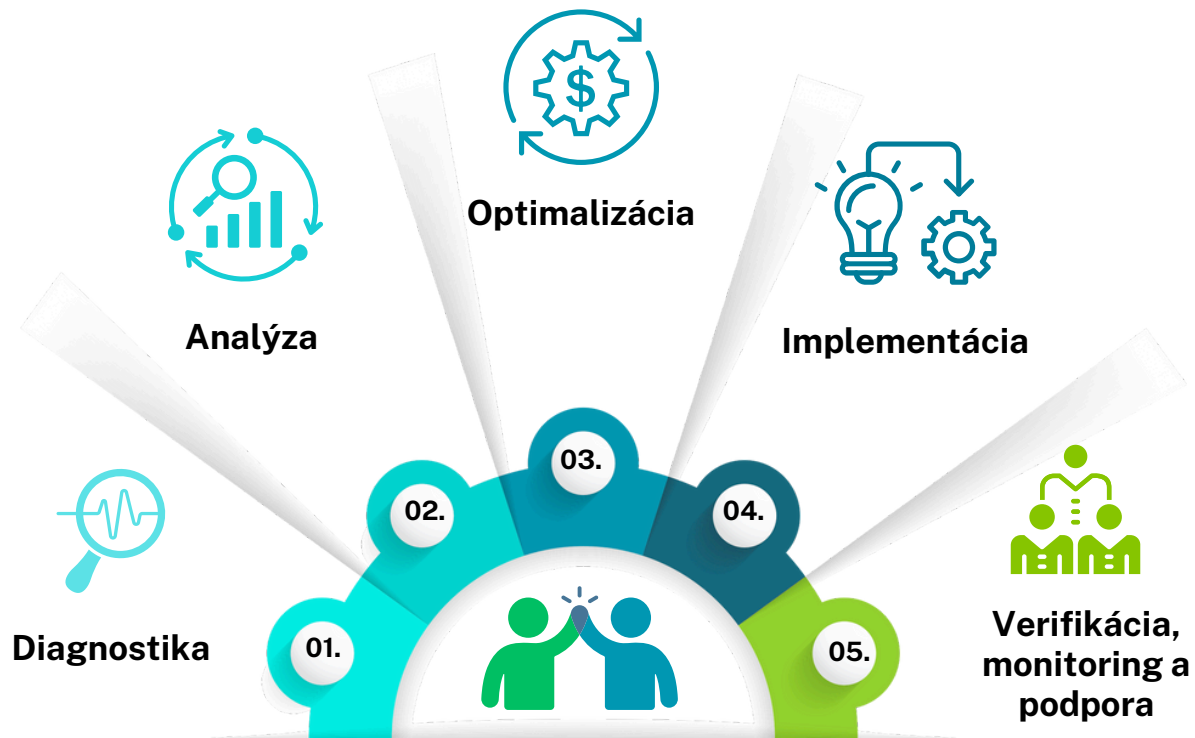 01.
Diagnostika
02.
Analýza
03.
Optimalizácia
$
04.
Implementácia
05.
Verifikácia,
monitoring a
podpora